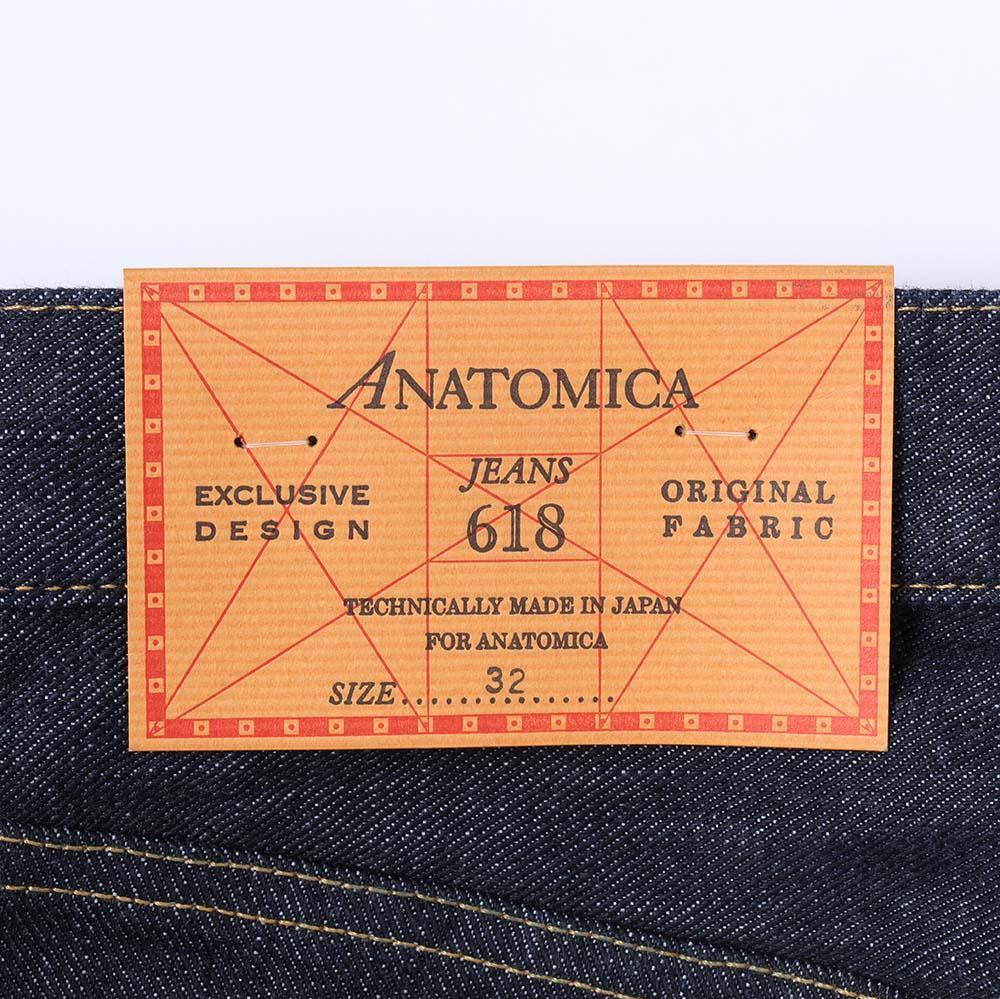 ANATOMICA
JEANS
618
EXCLUSIVE
DESIGN
ORIGINAL
FABRIC
TECHNICALLY MADE IN JAPAN
FOR ANATOMICA
SIZE....32..........